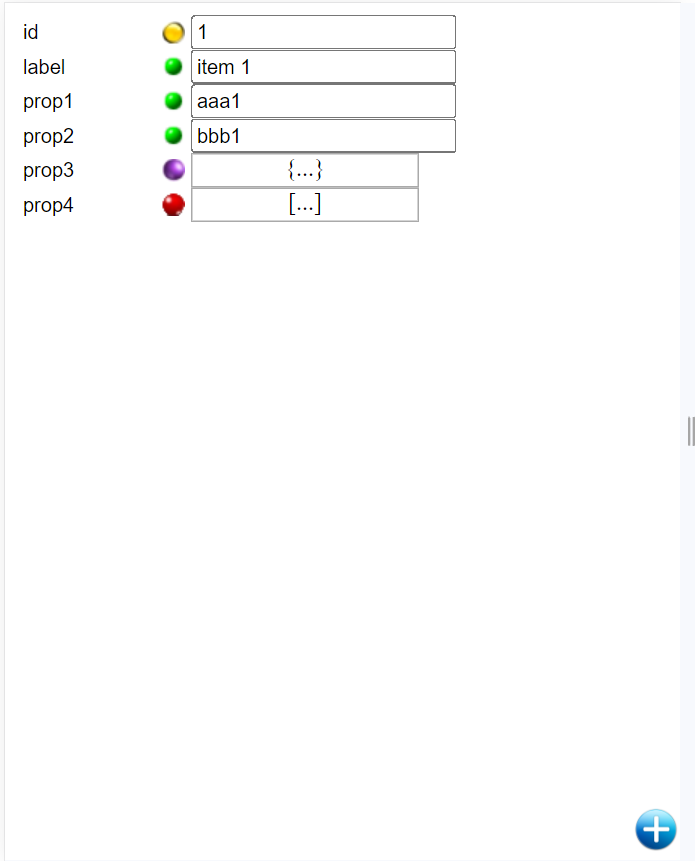 id 1
label item 1
prop1 aaa1
prop2 bbb1
prop3 {...}
prop4 [...]